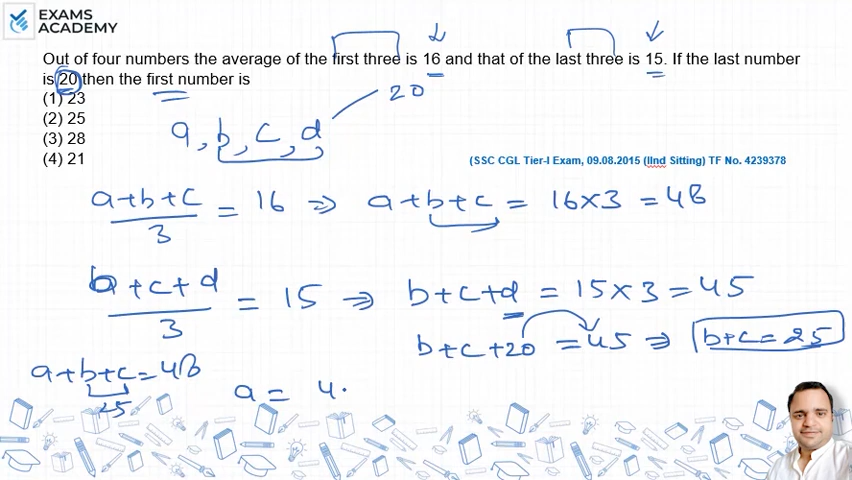 EXAMS
ACADEMY
Out of four numbers the average of the first three is 16 and that of the last three is 15. If the last number
is 20 then the first number is
(1) 23
(2) 25
(3) 28
(4) 21
20
a, b, c, d
(SSC CGL Tier-I Exam, 09.08.2015 (IInd Sitting) TF No. 4239378
a+b+c/3 = 16 ⇒ a+b+c = 16×3 = 48
b+c+d/3 = 15 ⇒ b+c+d = 15×3 = 45
b+c+20 = 45 ⇒ b+c = 25
a+b+c = 48
25
a = 4